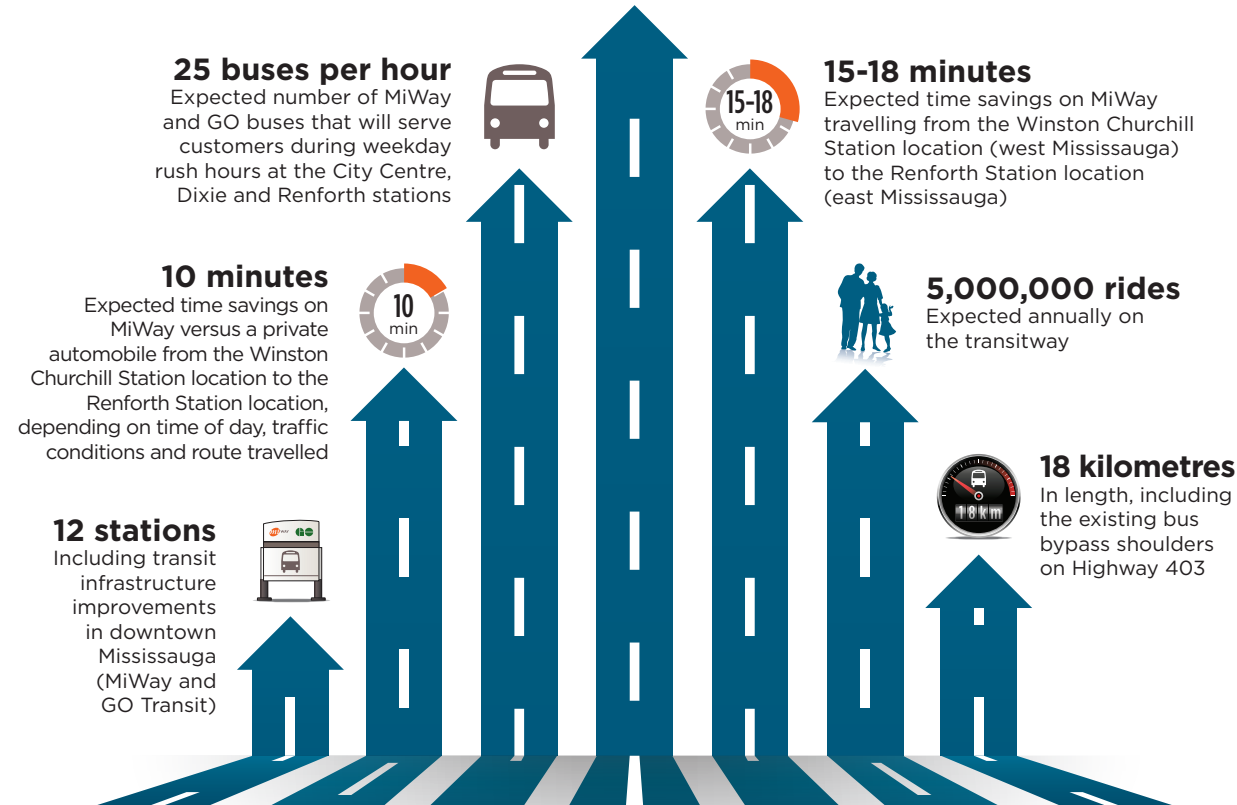 25 buses per hour
Expected number of MiWay
and GO buses that will serve
customers during weekday
rush hours at the City Centre,
Dixie and Renforth stations
15-18
min
15-18 minutes
Expected time savings on MiWay
travelling from the Winston Churchill
Station location (west Mississauga)
to the Renforth Station location
(east Mississauga)
10 minutes
Expected time savings on
MiWay versus a private
automobile from the Winston
Churchill Station location to the
Renforth Station location,
depending on time of day, traffic
conditions and route travelled
10
min
5,000,000 rides
Expected annually on
the transitway
12 stations
Including transit
infrastructure
improvements
in downtown
Mississauga
(MiWay and
GO Transit)
18km
18 kilometres
In length, including
the existing bus
bypass shoulders
on Highway 403